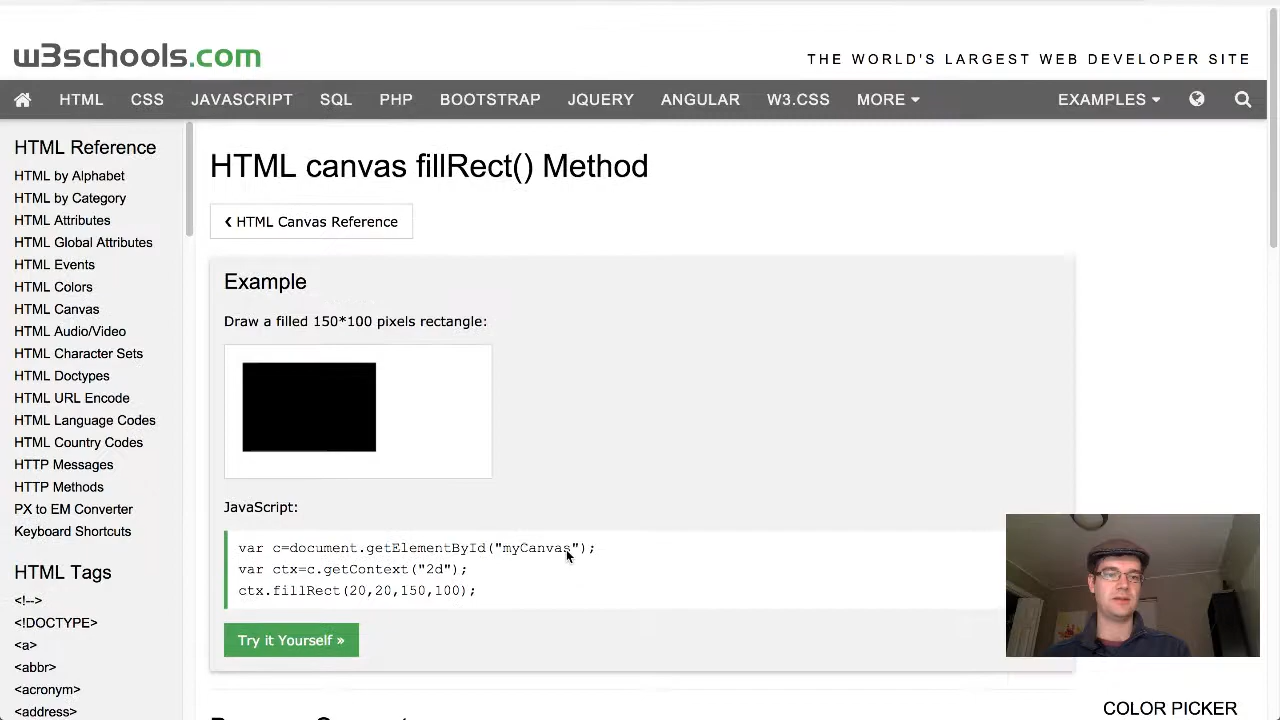 w3schools.com
THE WORLD'S LARGEST WEB DEVELOPER SITE
HTML CSS JAVASCRIPT SQL PHP BOOTSTRAP JQUERY ANGULAR W3.CSS MORE EXAMPLES
HTML Reference
HTML by Alphabet
HTML by Category
HTML Attributes
HTML Global Attributes
HTML Events
HTML Colors
HTML Canvas
HTML Audio/Video
HTML Character Sets
HTML Doctypes
HTML URL Encode
HTML Language Codes
HTML Country Codes
HTTP Messages
HTTP Methods
PX to EM Converter
Keyboard Shortcuts
HTML Tags
<!-->
<!DOCTYPE>
<a>
<abbr>
<acronym>
<address>
HTML canvas fillRect() Method
❮ HTML Canvas Reference
Example
Draw a filled 150*100 pixels rectangle:
JavaScript:
var c=document.getElementById("myCanvas");
var ctx=c.getContext("2d");
ctx.fillRect(20,20,150,100);
Try it Yourself »
COLOR PICKER